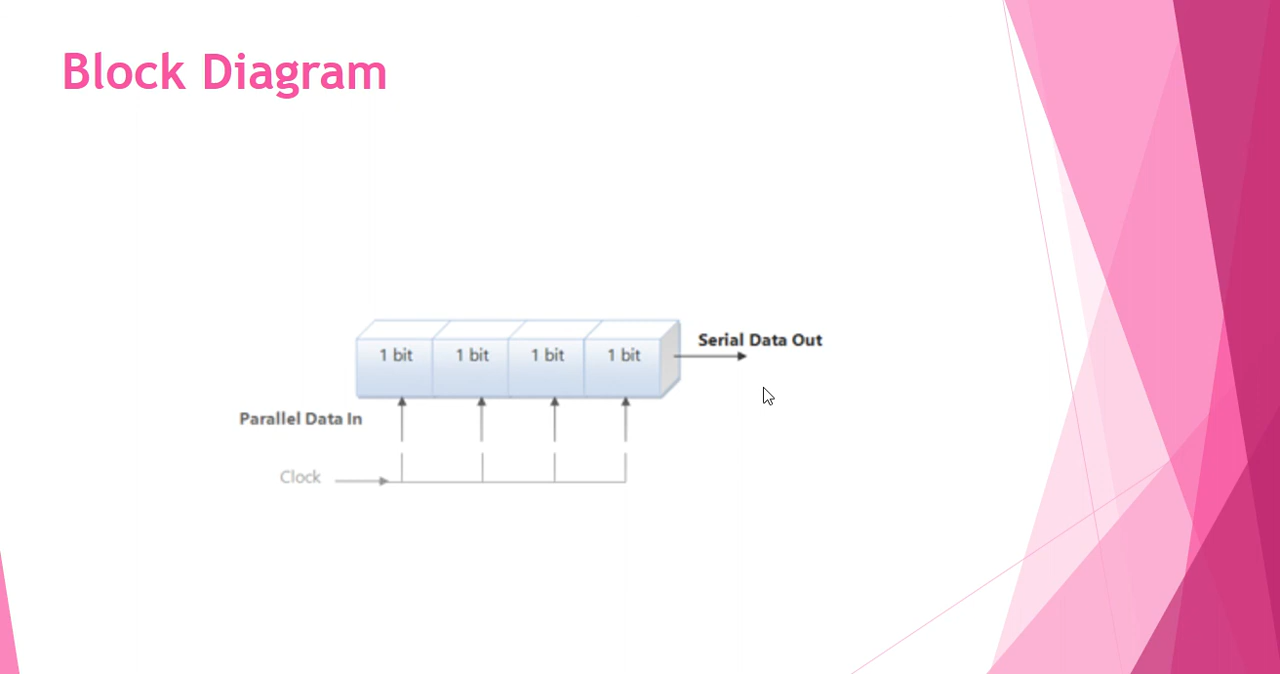 Block Diagram
1 bit 1 bit 1 bit 1 bit
Serial Data Out
Parallel Data In
Clock